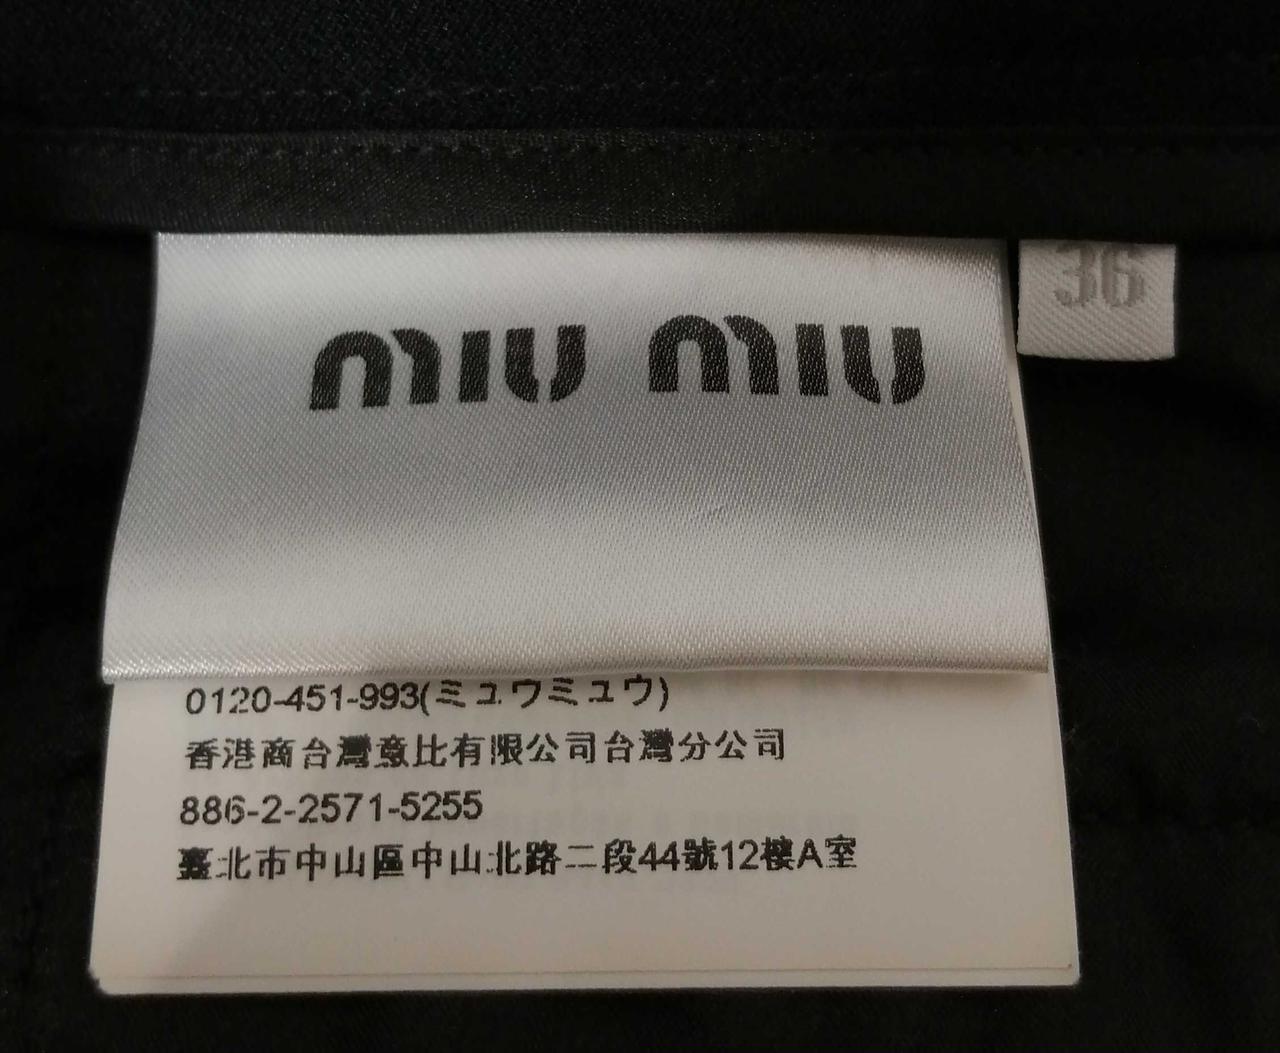 miu miu
36
0120-451-993(ミュウミュウ)
香港商台灣意比有限公司台灣分公司
886-2-2571-5255
臺北市中山區中山北路二段44號12樓A室